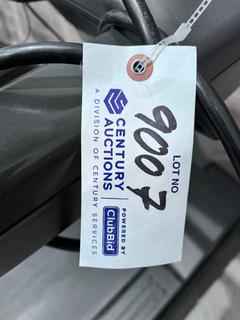 LOT NO
9007
CENTURY
AUCTIONS
A DIVISION OF CENTURY SERVICES
POWERED BY
ClubBid